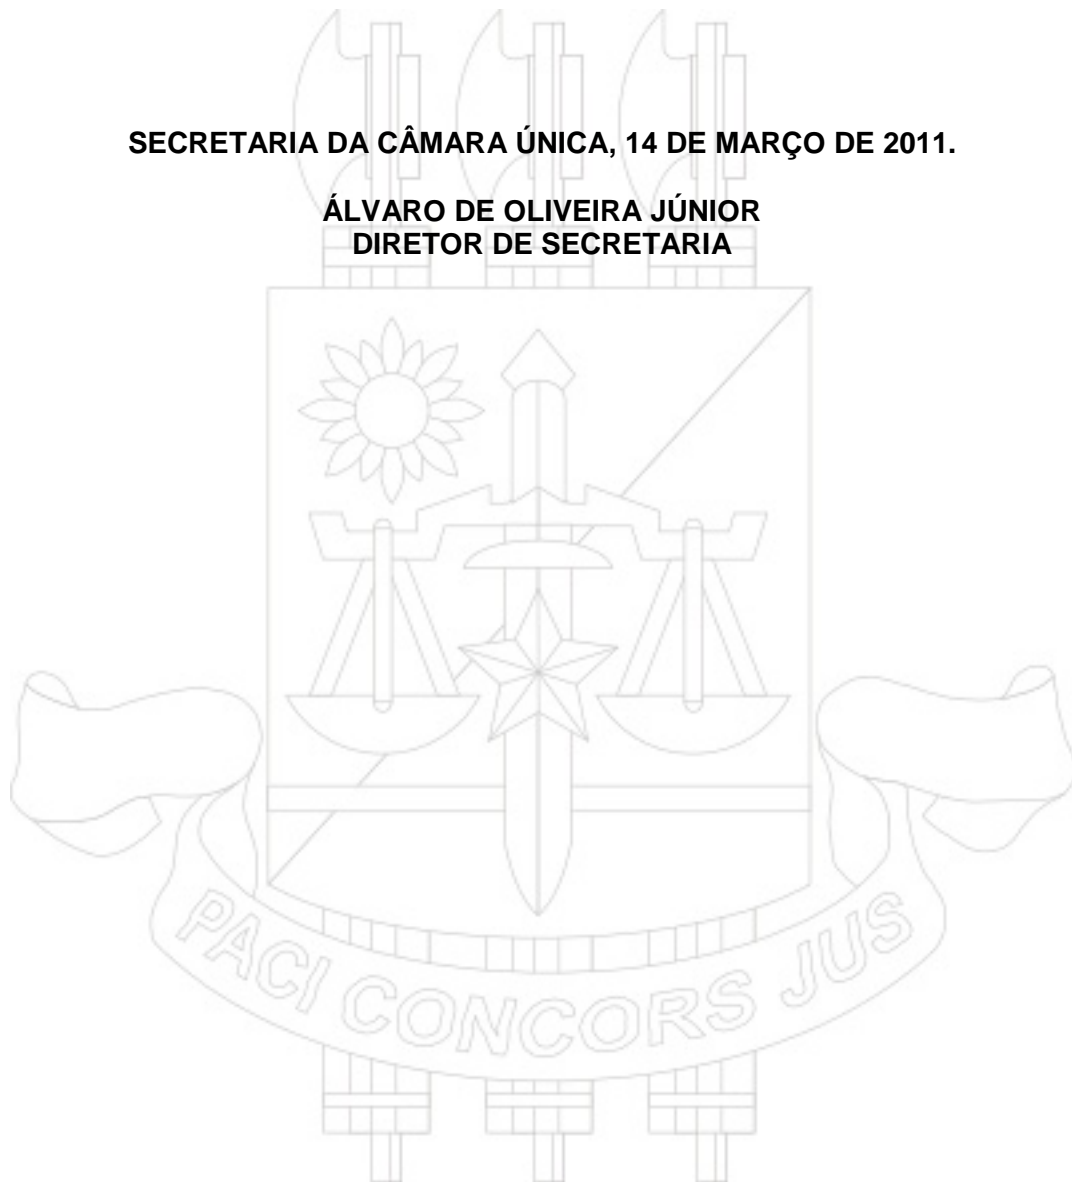 SECRETARIA DA CÂMARA ÚNICA, 14 DE MARÇO DE 2011.
ÁLVARO DE OLIVEIRA JÚNIOR
DIRETOR DE SECRETARIA
PACI CONCORS JUS